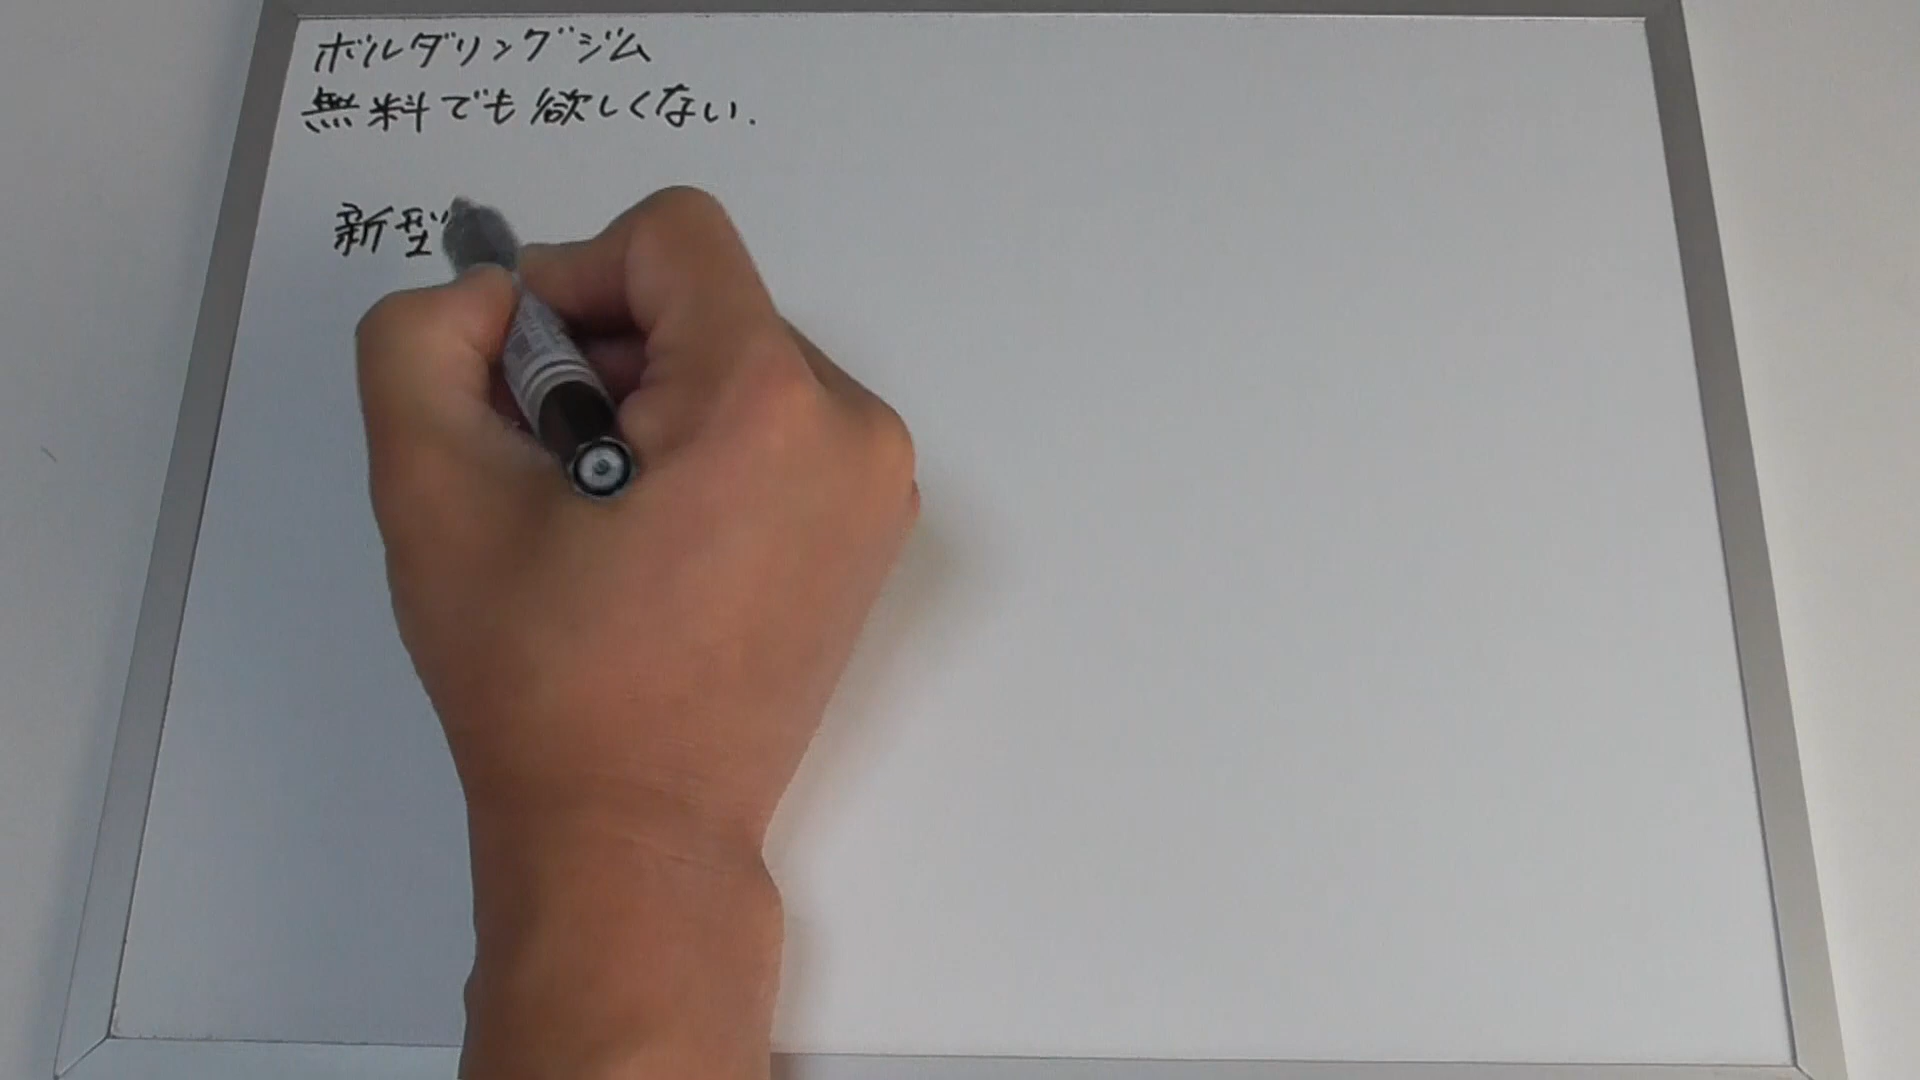 ボルダリングジム
無料でも欲しくない.
新型